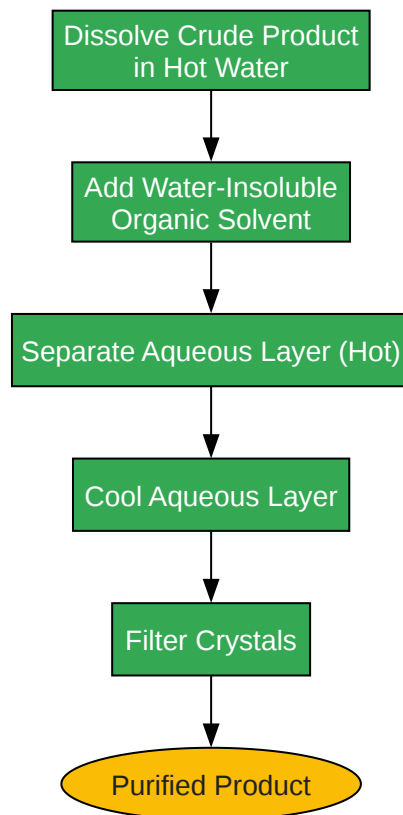 Dissolve Crude Product
in Hot Water
Add Water-Insoluble
Organic Solvent
Separate Aqueous Layer (Hot)
Cool Aqueous Layer
Filter Crystals
Purified Product